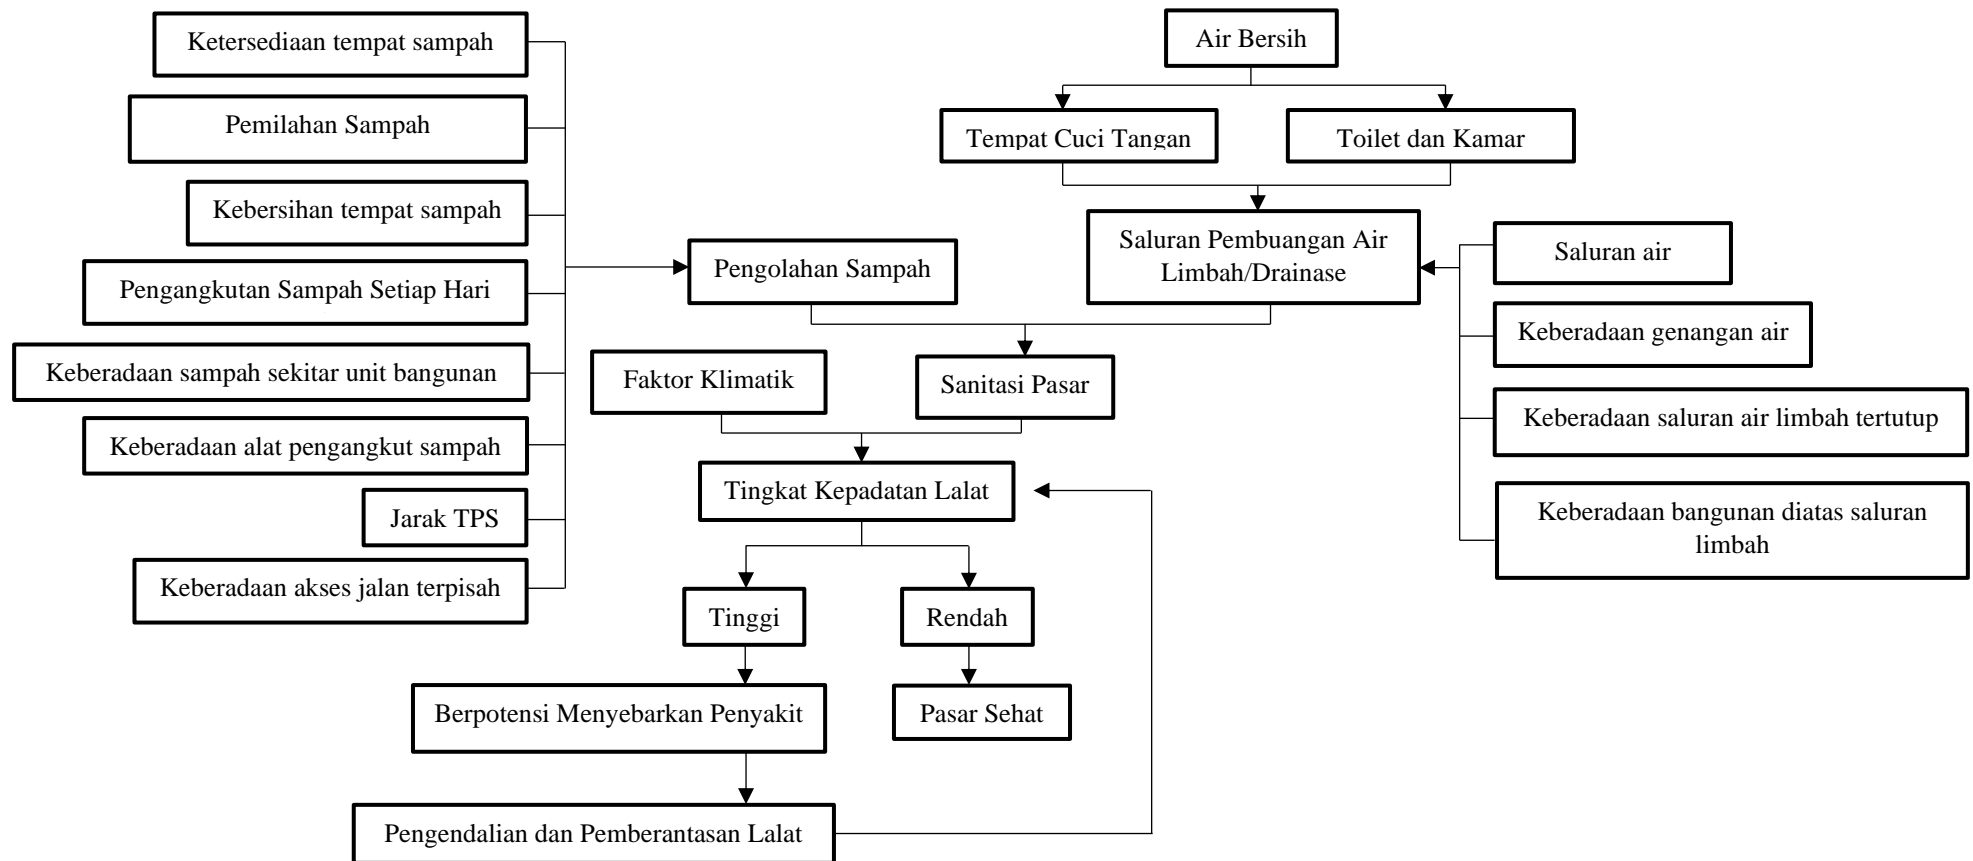 Ketersediaan tempat sampah
Pemilahan Sampah
Kebersihan tempat sampah
Pengangkutan Sampah Setiap Hari
Keberadaan sampah sekitar unit bangunan
Keberadaan alat pengangkut sampah
Jarak TPS
Keberadaan akses jalan terpisah
Pengolahan Sampah
Air Bersih
Tempat Cuci Tangan
Toilet dan Kamar
Saluran Pembuangan Air
Limbah/Drainase
Saluran air
Keberadaan genangan air
Keberadaan saluran air limbah tertutup
Keberadaan bangunan diatas saluran
limbah
Faktor Klimatik
Sanitasi Pasar
Tingkat Kepadatan Lalat
Tinggi
Rendah
Berpotensi Menyebarkan Penyakit
Pasar Sehat
Pengendalian dan Pemberantasan Lalat